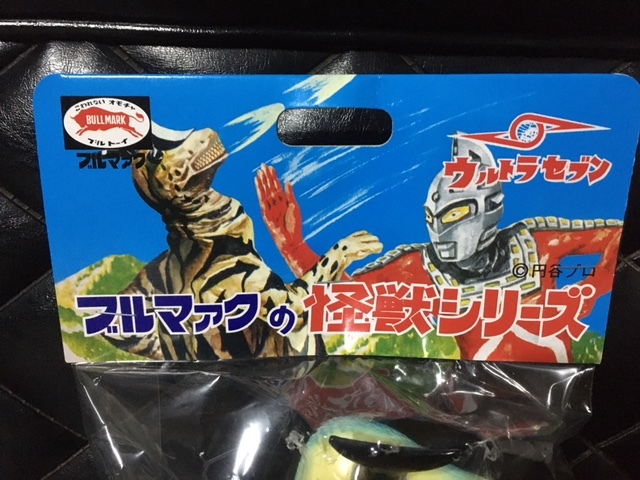 こわれない オモチャ
BULLMARK
ブルトーイ
ブルマァク
ウルトラセブン
©円谷プロ
ブルマァクの怪獣シリーズ